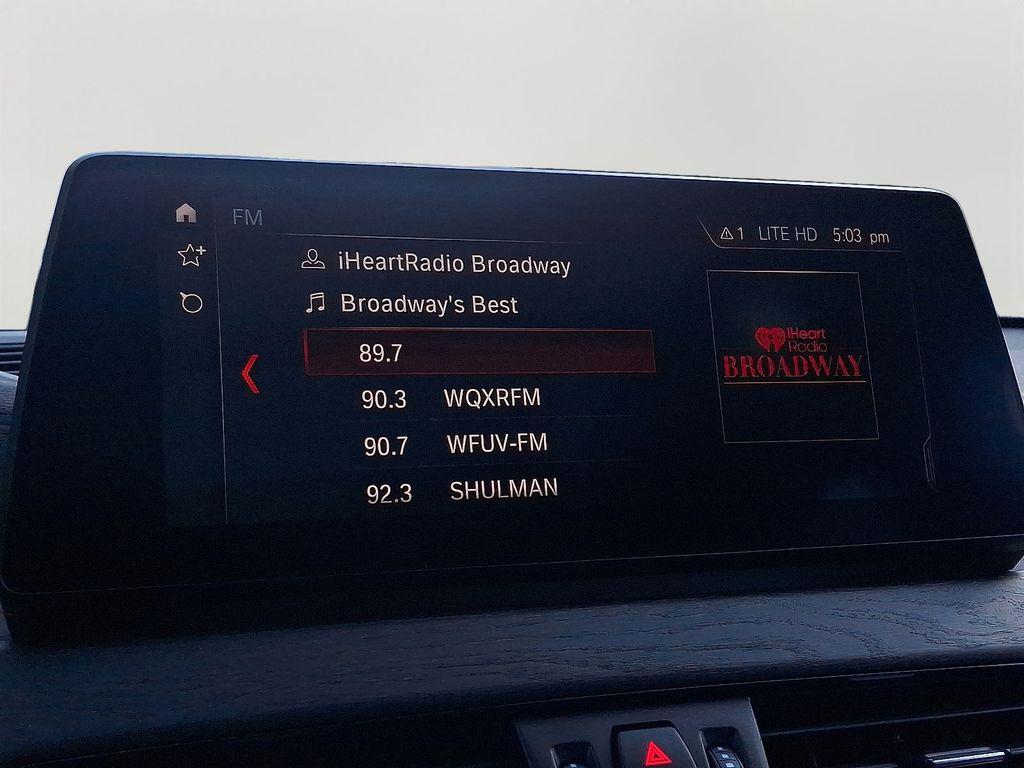 FM
1 LITE HD 5:03 pm
iHeartRadio Broadway
Broadway's Best
89.7
90.3 WQXRFM
90.7 WFUV-FM
92.3 SHULMAN
iHeart
Radio
BROADWAY